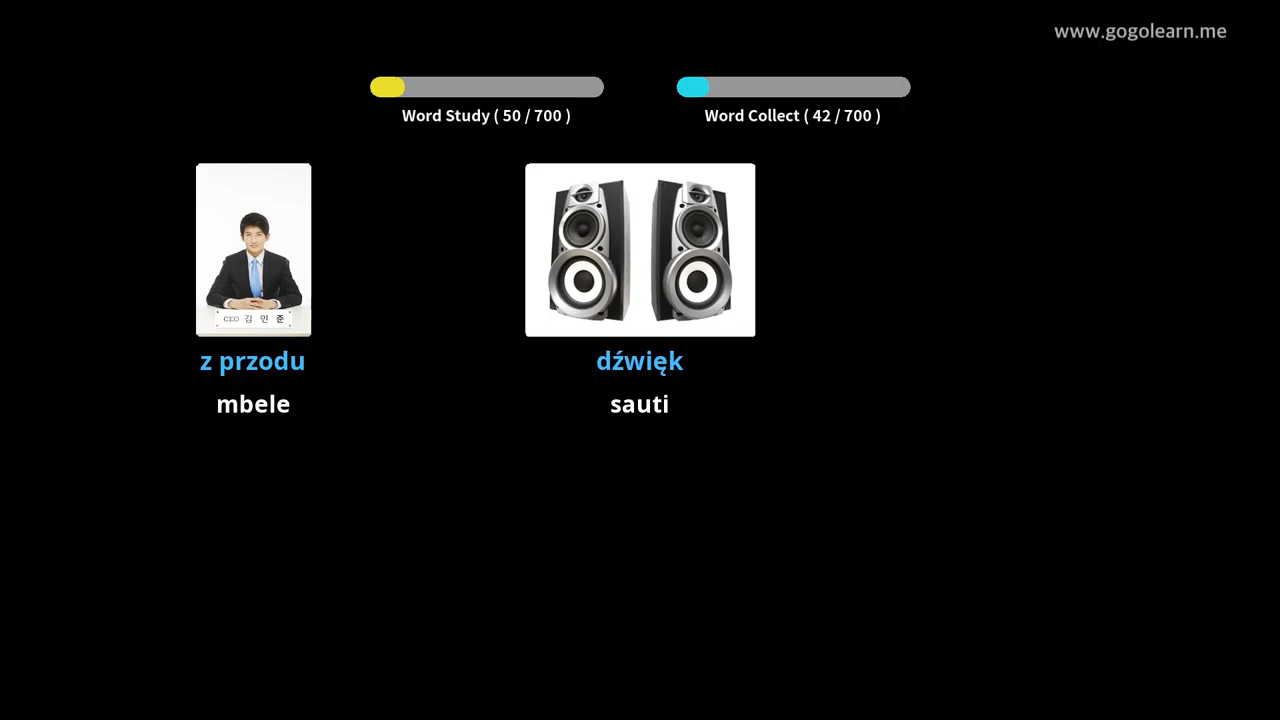 www.gogolearn.me
Word Study ( 50 / 700 )
Word Collect ( 42 / 700 )
CEO 김 민 준
z przodu
dźwięk
mbele
sauti